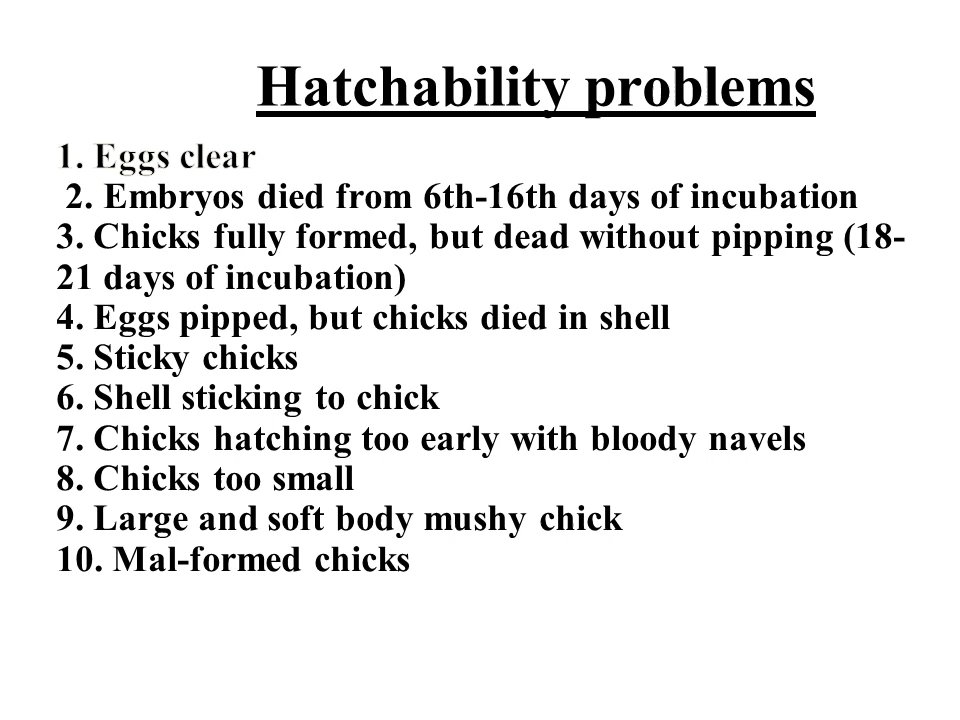 Hatchability problems
1. Eggs clear
2. Embryos died from 6th-16th days of incubation
3. Chicks fully formed, but dead without pipping (18-
21 days of incubation)
4. Eggs pipped, but chicks died in shell
5. Sticky chicks
6. Shell sticking to chick
7. Chicks hatching too early with bloody navels
8. Chicks too small
9. Large and soft body mushy chick
10. Mal-formed chicks